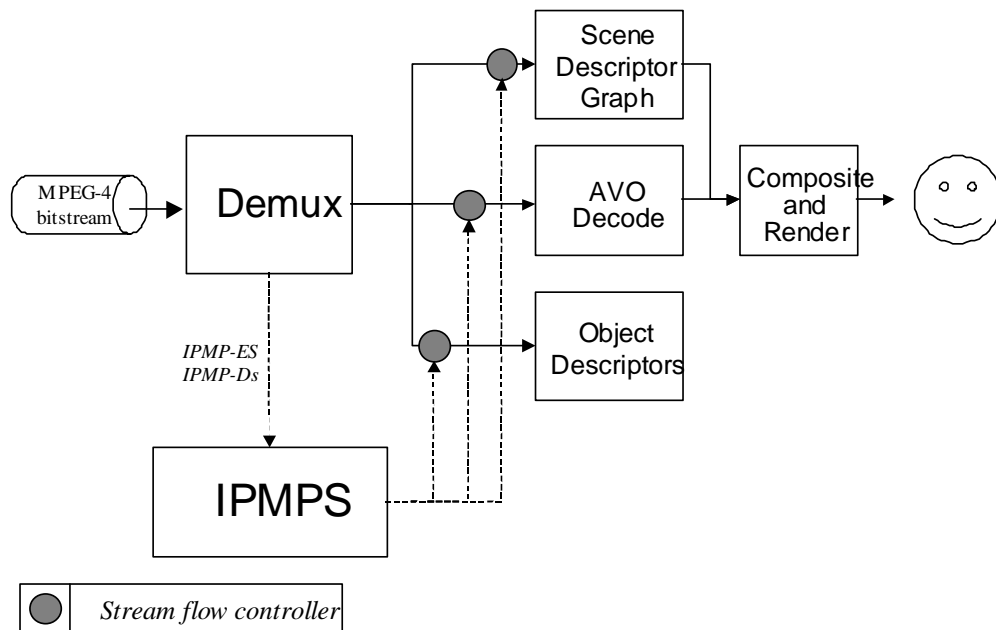 Scene
Descriptor
Graph
MPEG-4
bitstream
Demux
AVO
Decode
Composite
and
Render
IPMP-ES
IPMP-Ds
Object
Descriptors
IPMPS
Stream flow controller